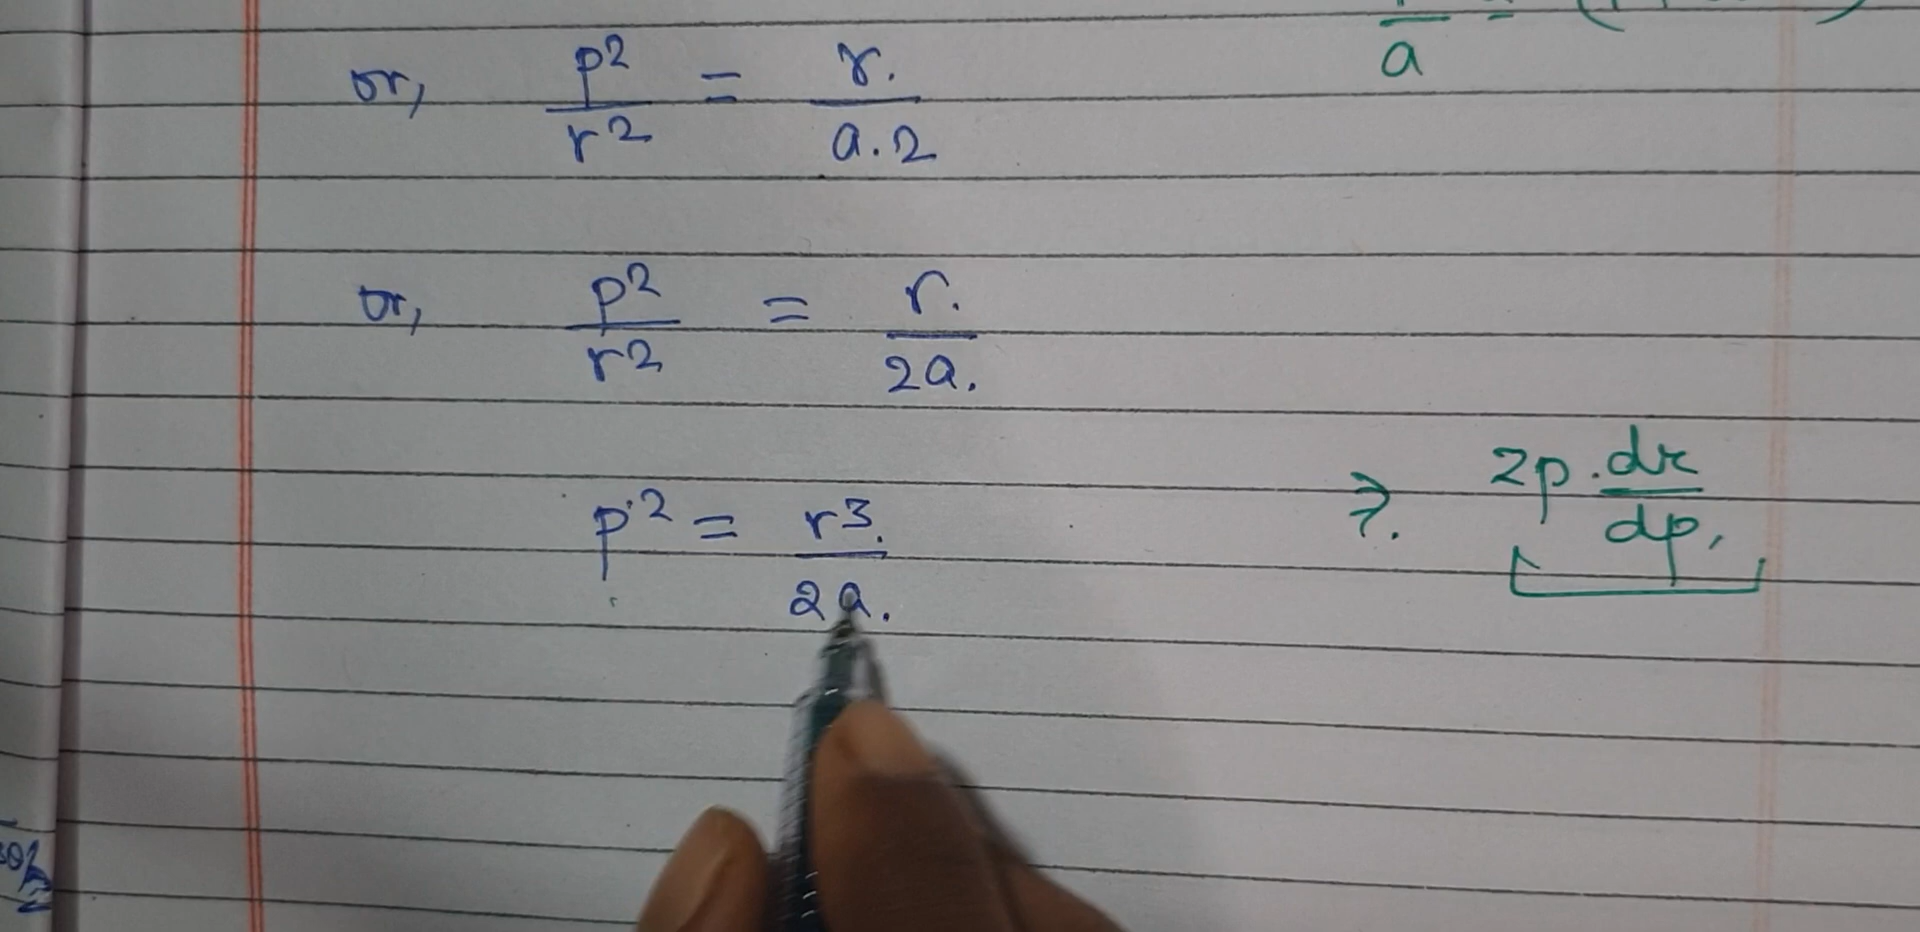 a
or, p²/r² = r./a.2
or, p²/r² = r./2a.
p² = r³./2a.
⇒. 2p.dr/dp,